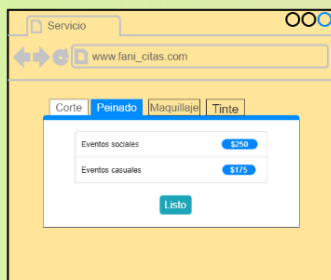 Servicio
www.fani_citas.com
Corte Peinado Maquillaje Tinte
Eventos sociales $250
Eventos casuales $175
Listo